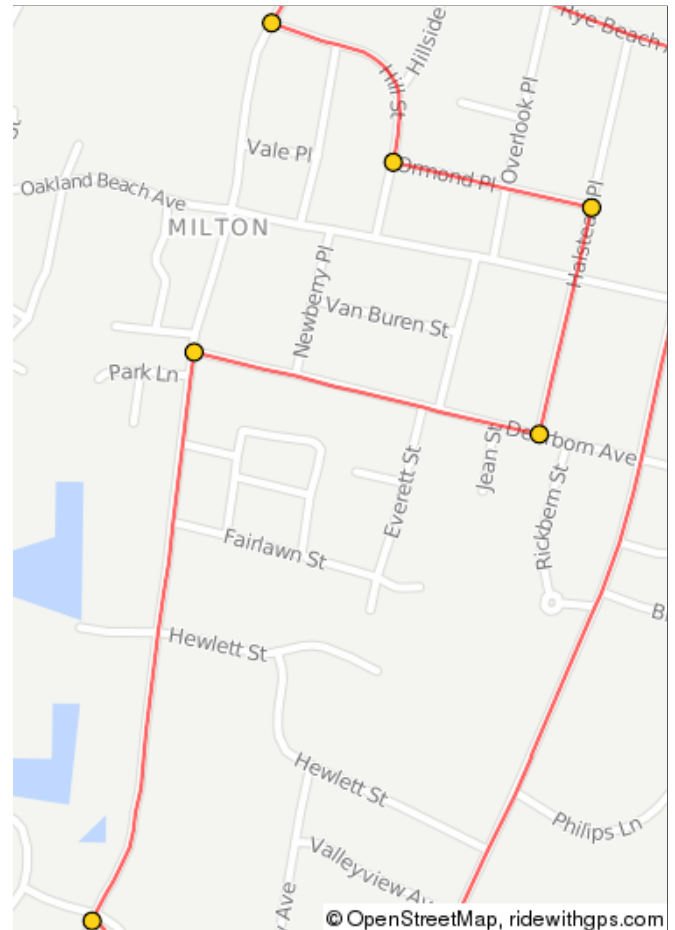 Rye Beach
Hillside
Hill St
Overlook Pl
Vale Pl
Ormond Pl
Oakland Beach Ave
MILTON
Halstead Pl
Newberry Pl
Van Buren St
Park Ln
Dearborn Ave
Jean St
Everett St
Rickbern St
Fairlawn St
Hewlett St
Hewlett St
Philips Ln
Valleyview Av
y Ave
© OpenStreetMap, ridewithgps.com